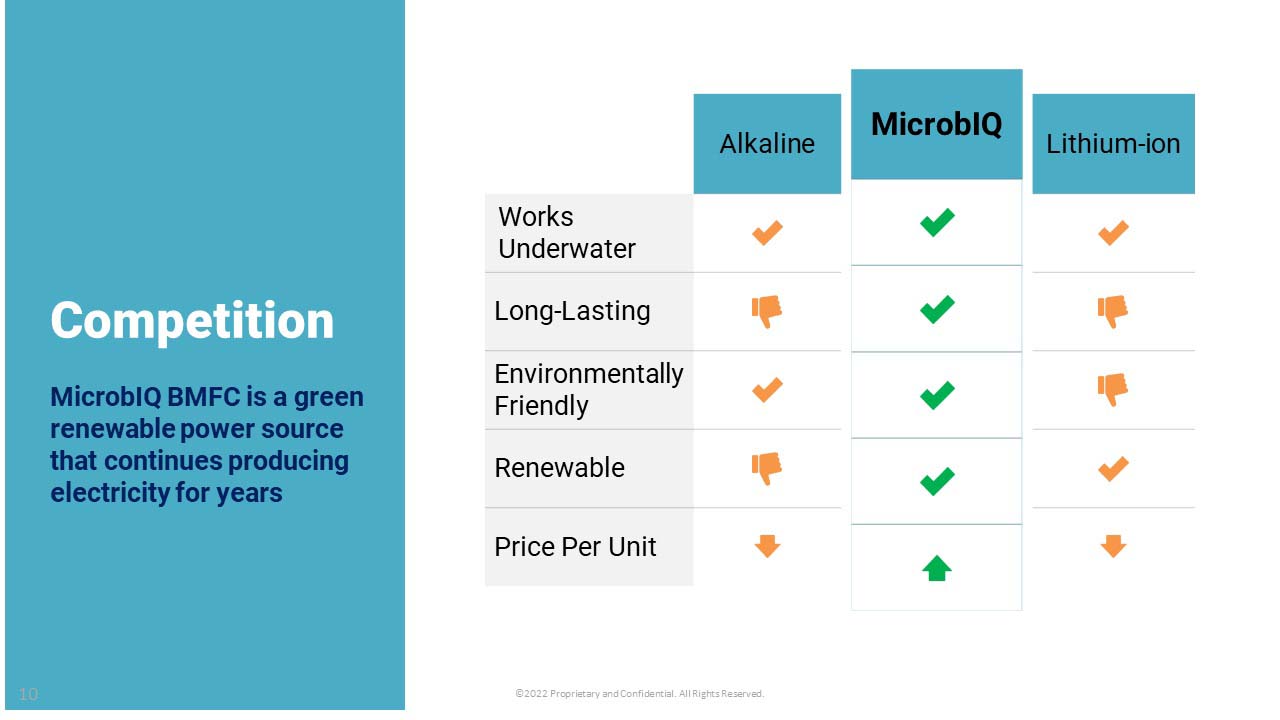 Competition
MicrobIQ BMFC is a green
renewable power source
that continues producing
electricity for years
Alkaline
MicrobIQ
Lithium-ion
Works
Underwater
Long-Lasting
Environmentally
Friendly
Renewable
Price Per Unit
10
©2022 Proprietary and Confidential. All Rights Reserved.